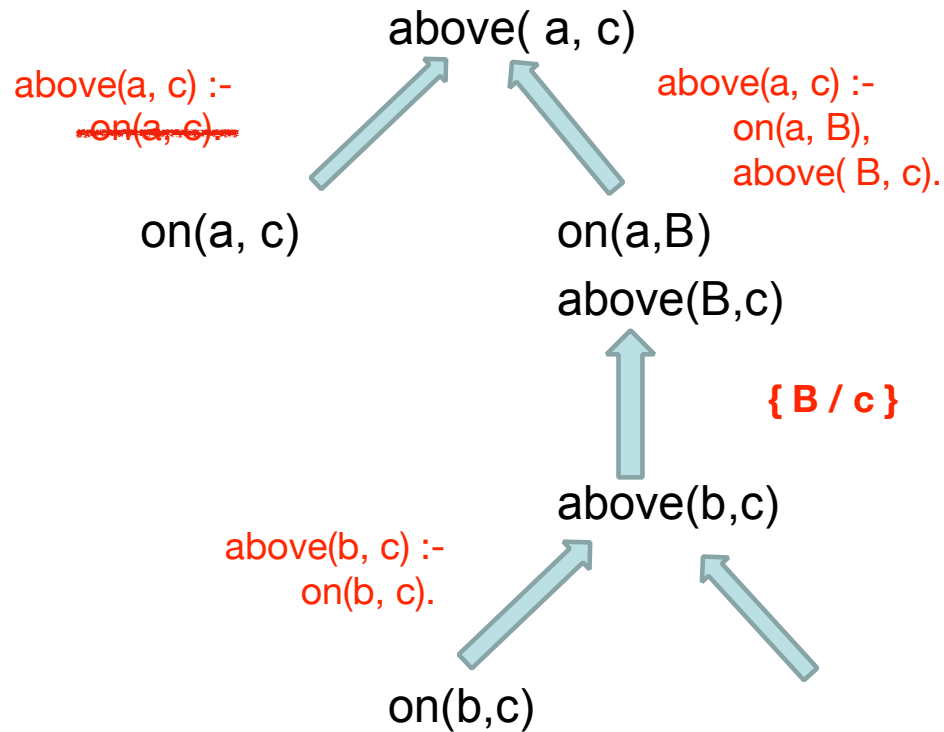 above( a, c)
above(a, c) :-
on(a, c).
above(a, c) :-
on(a, B),
above( B, c).
on(a, c)
on(a,B)
above(B,c)
{ B / c }
above(b,c)
above(b, c) :-
on(b, c).
on(b,c)